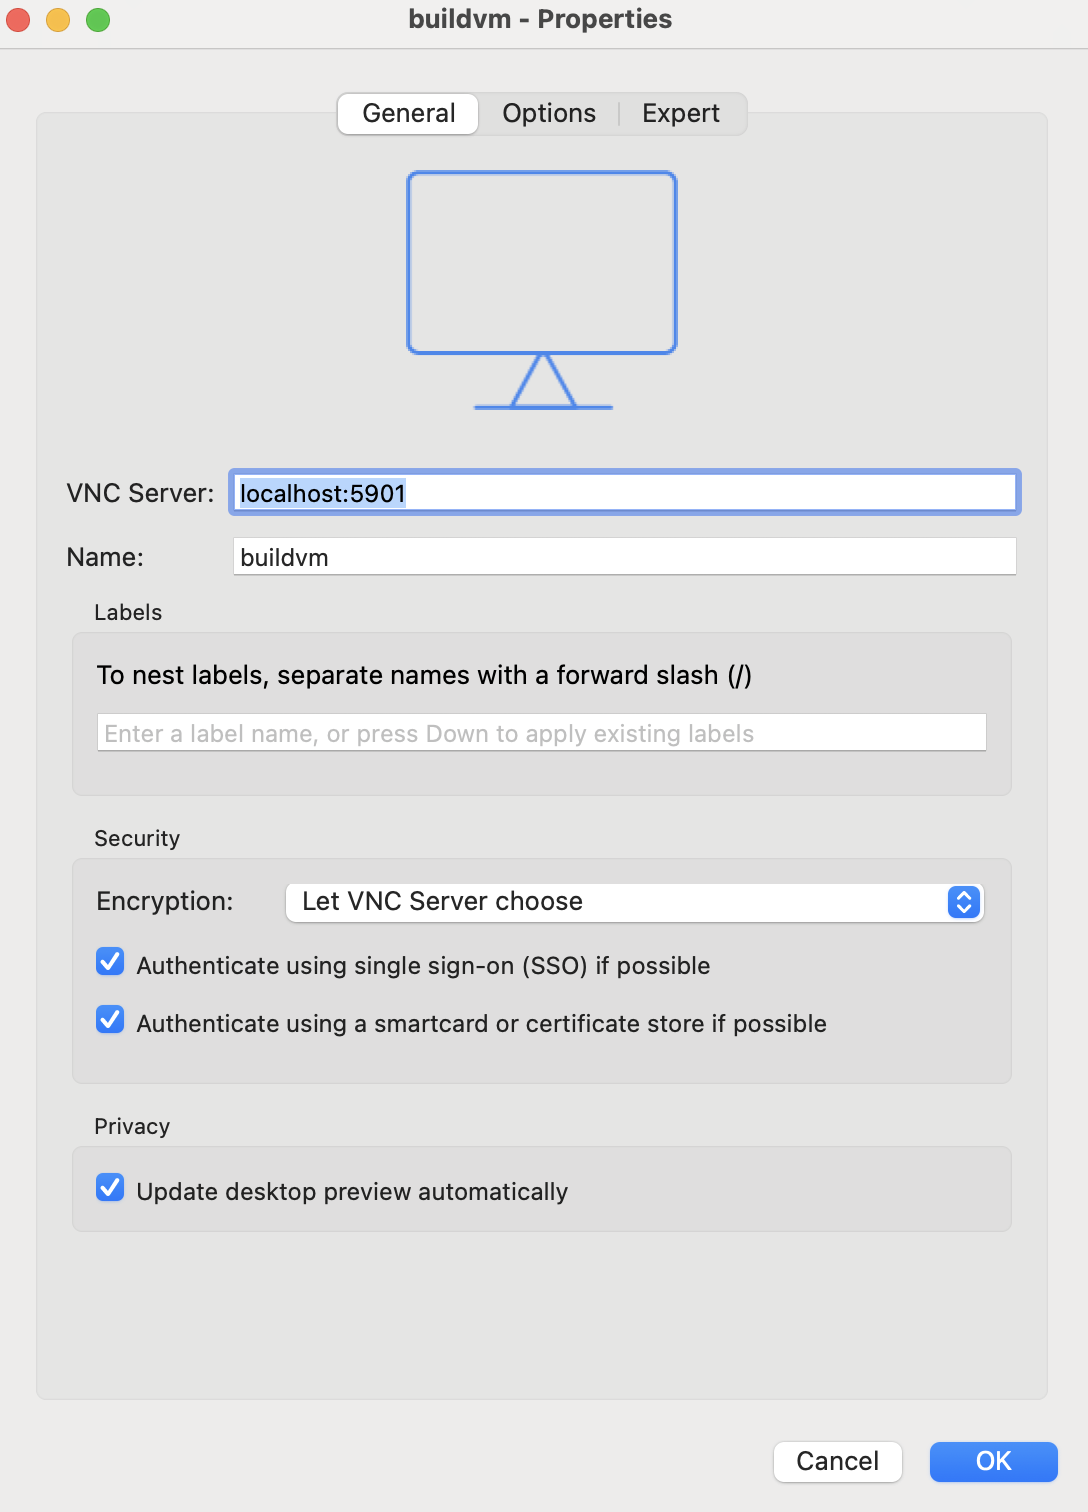 buildvm - Properties
General Options Expert
VNC Server: localhost:5901
Name: buildvm
Labels
To nest labels, separate names with a forward slash (/)
Enter a label name, or press Down to apply existing labels
Security
Encryption: Let VNC Server choose
Authenticate using single sign-on (SSO) if possible
Authenticate using a smartcard or certificate store if possible
Privacy
Update desktop preview automatically
Cancel OK